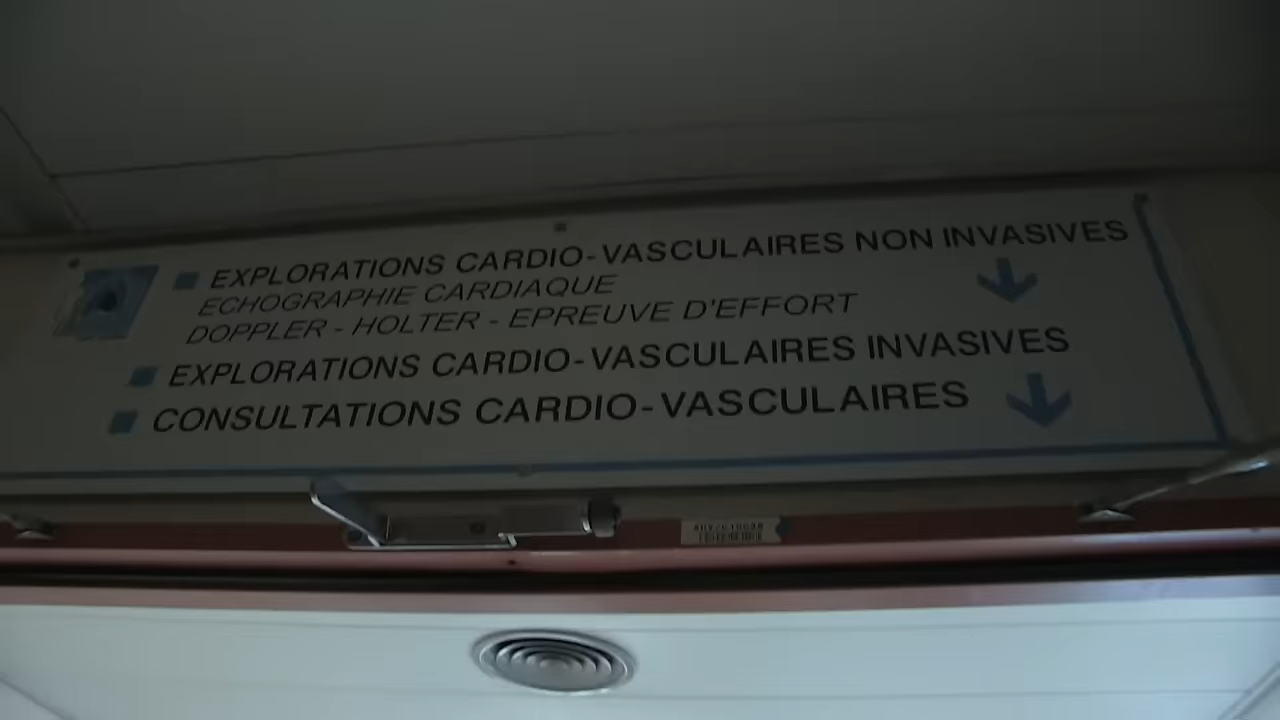 EXPLORATIONS CARDIO-VASCULAIRES NON INVASIVES
ECHOGRAPHIE CARDIAQUE
DOPPLER - HOLTER - EPREUVE D'EFFORT
EXPLORATIONS CARDIO-VASCULAIRES INVASIVES
CONSULTATIONS CARDIO-VASCULAIRES